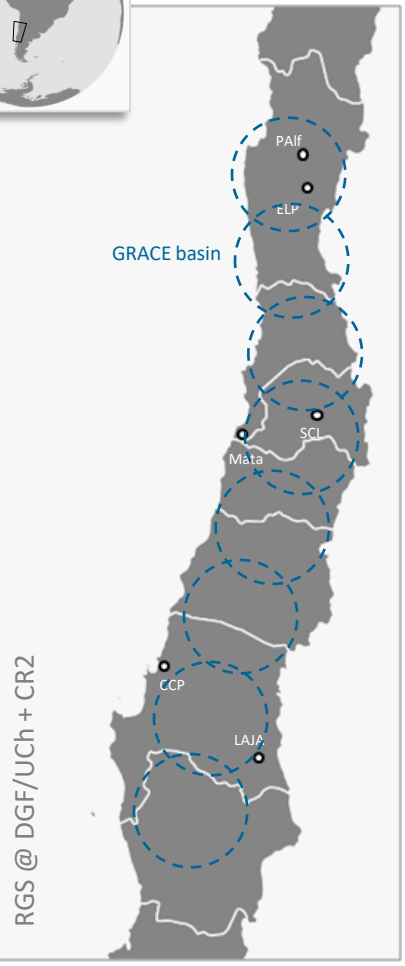 PAlf
ELP
GRACE basin
SCL
Mata
CCP
LAJA
RGS @ DGF/UCh + CR2